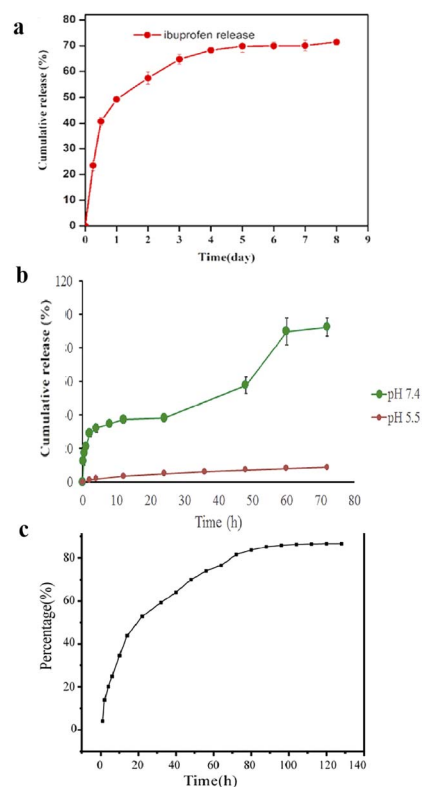 a
ibuprofen release
80
70
60
50
40
30
20
10
0
Cumulative release (%)
0 1 2 3 4 5 6 7 8 9
Time(day)
b
120
Cumulative release (%)
pH 7.4
pH 5.5
0 10 20 30 40 50 60 70 80
Time (h)
c
80
60
40
20
0
Percentage(%)
0 20 40 60 80 100 120 140
Time(h)